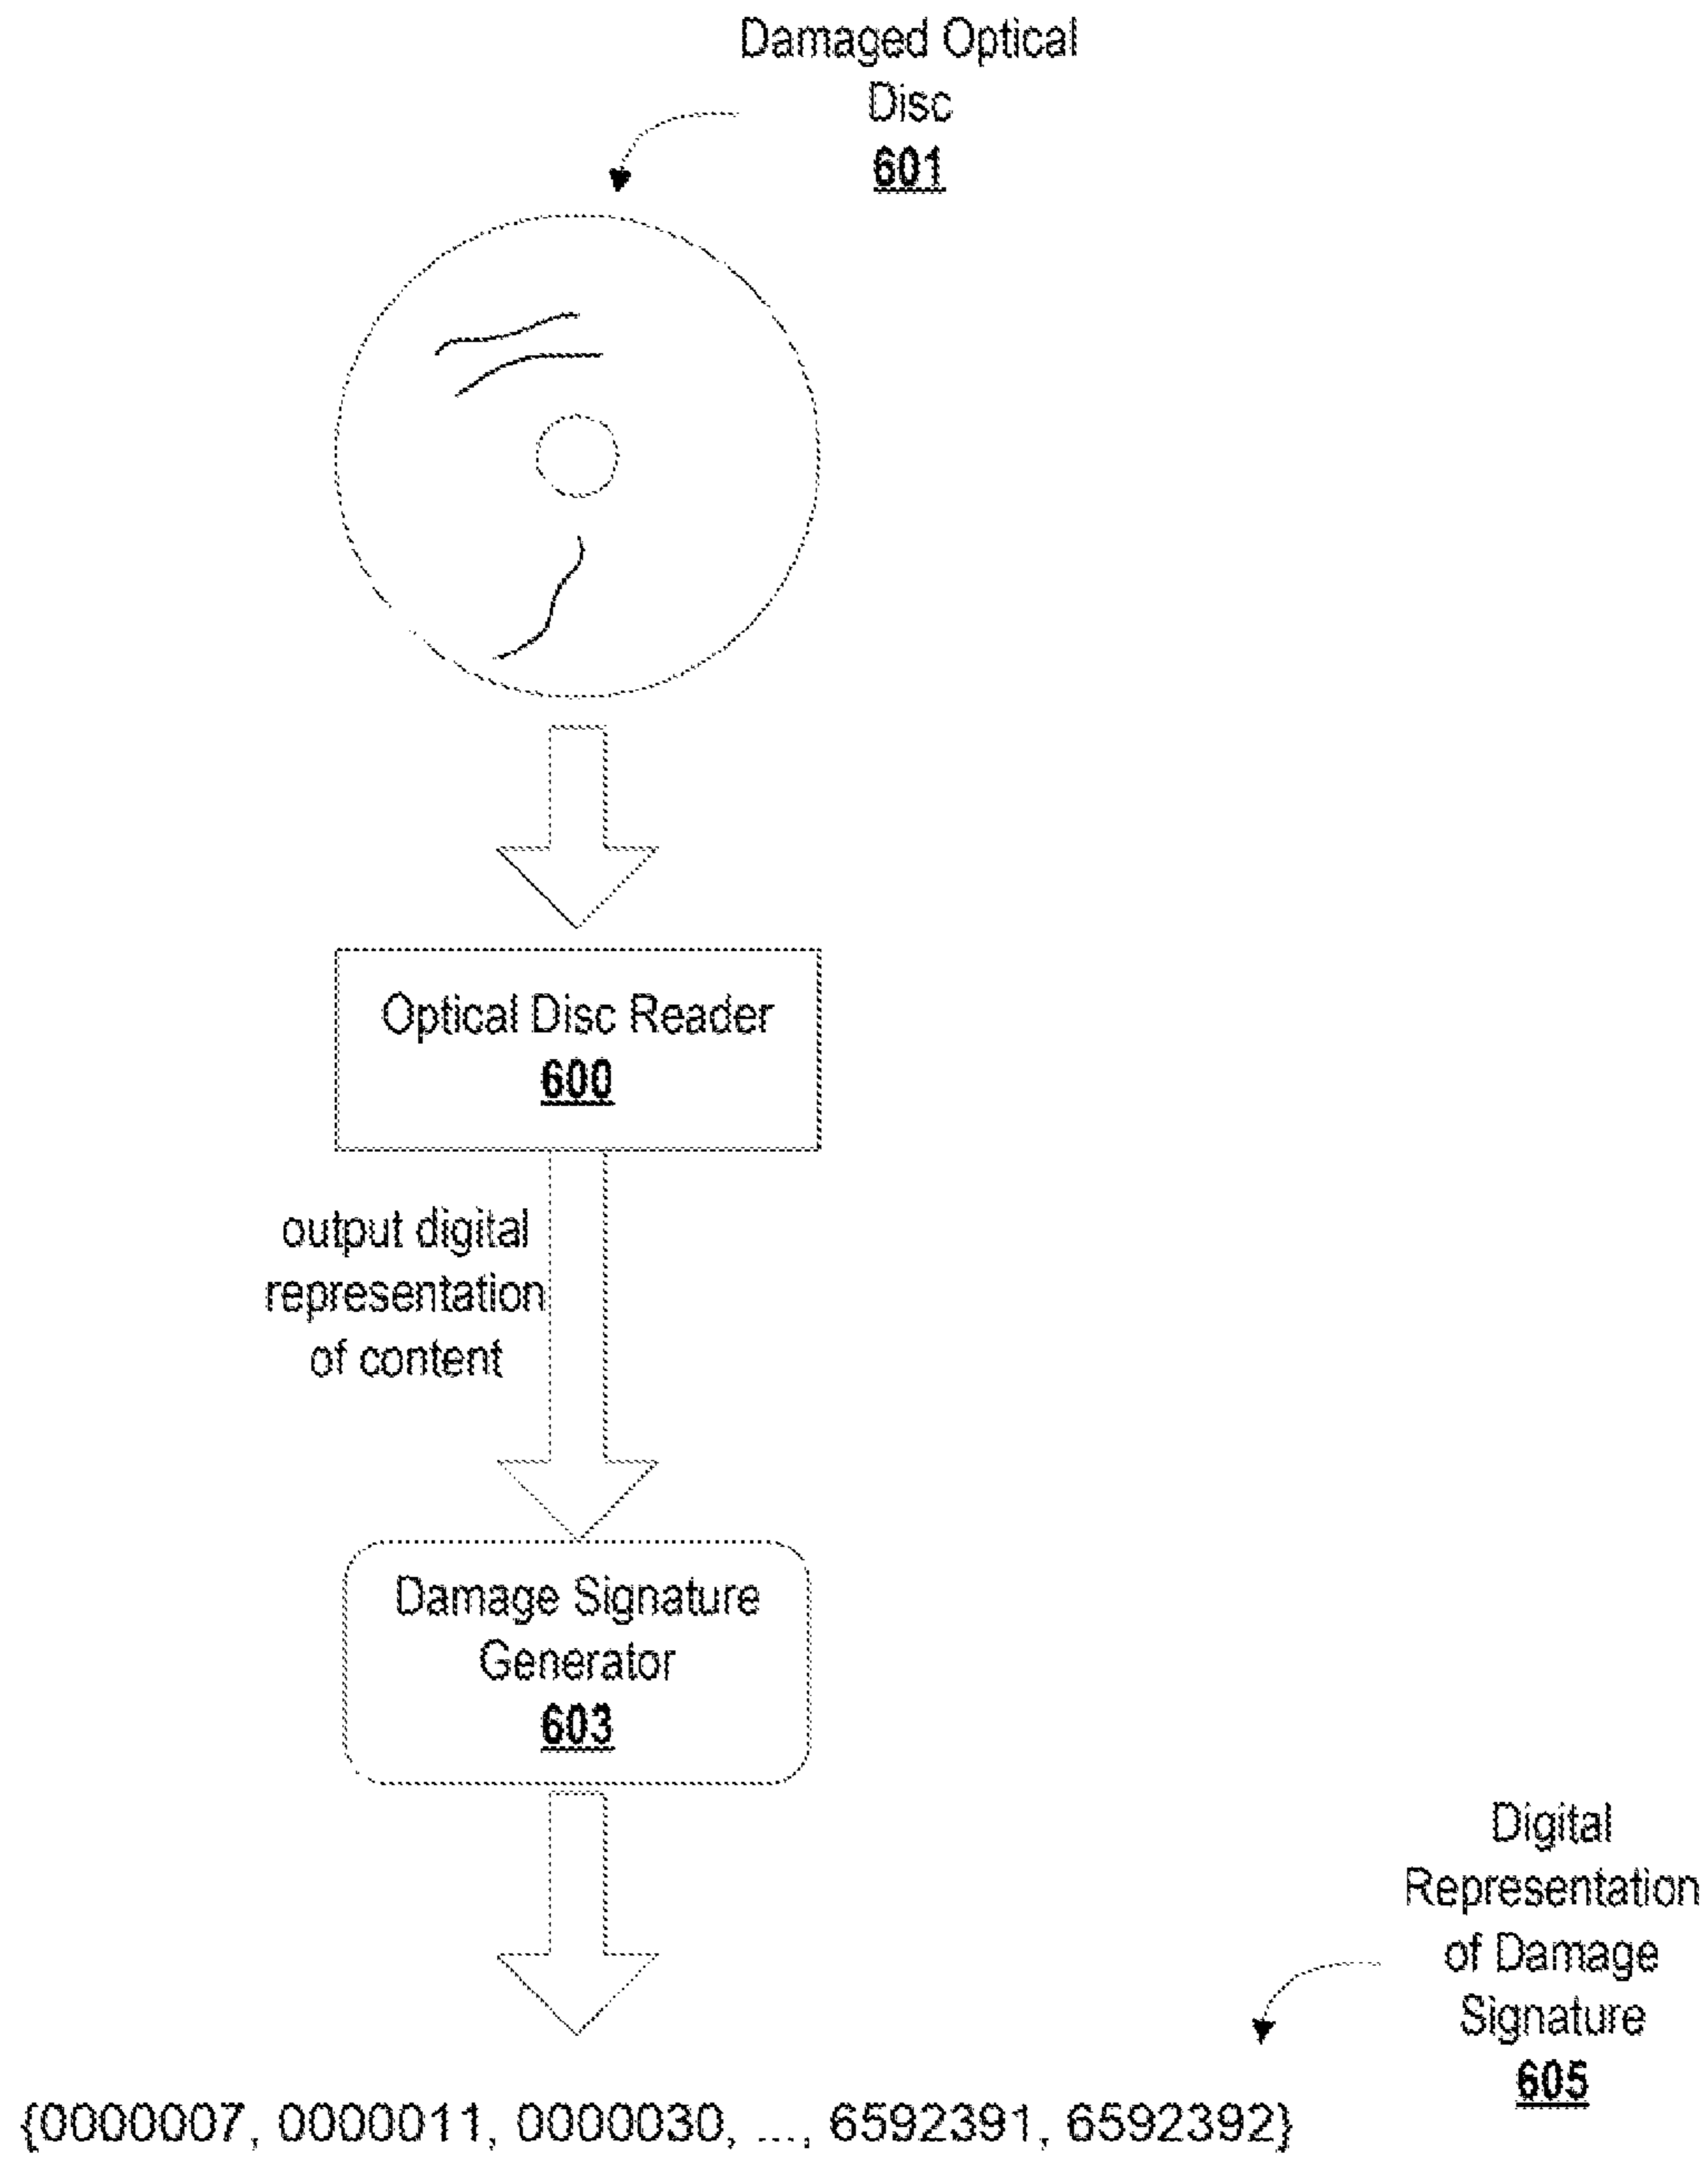 Damaged Optical
Disc
601
Optical Disc Reader
600
output digital
representation
of content
Damage Signature
Generator
603
Digital
Representation
of Damage
Signature
605
{0000007, 0000011, 0000030, ..., 6592391, 6592392}